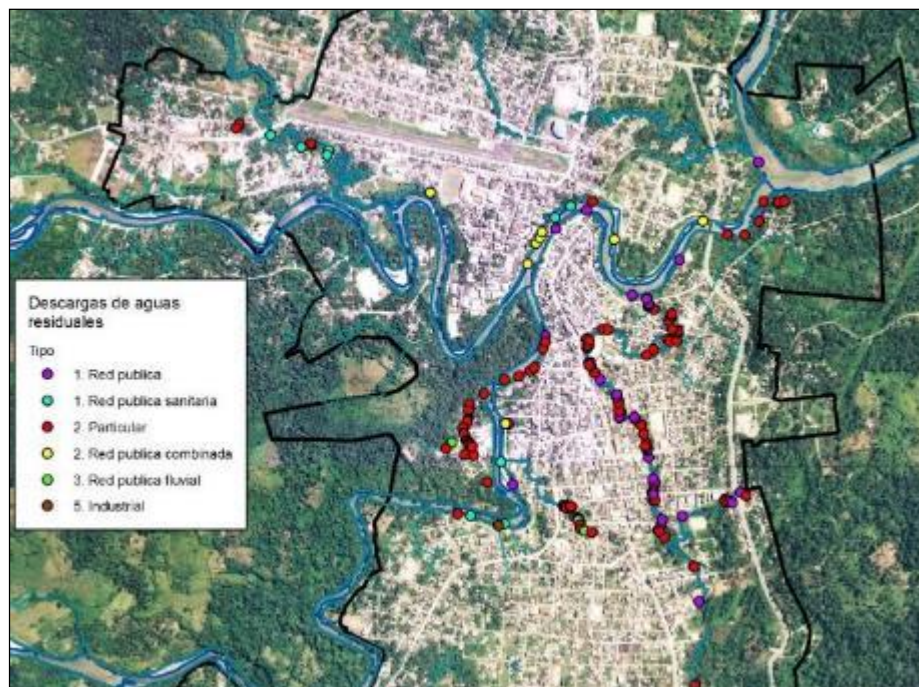 Descargas de aguas
residuales
Tipo
1. Red publica
1. Red publica sanitaria
2. Particular
2. Red publica combinada
3. Red publica fluvial
5. Industrial